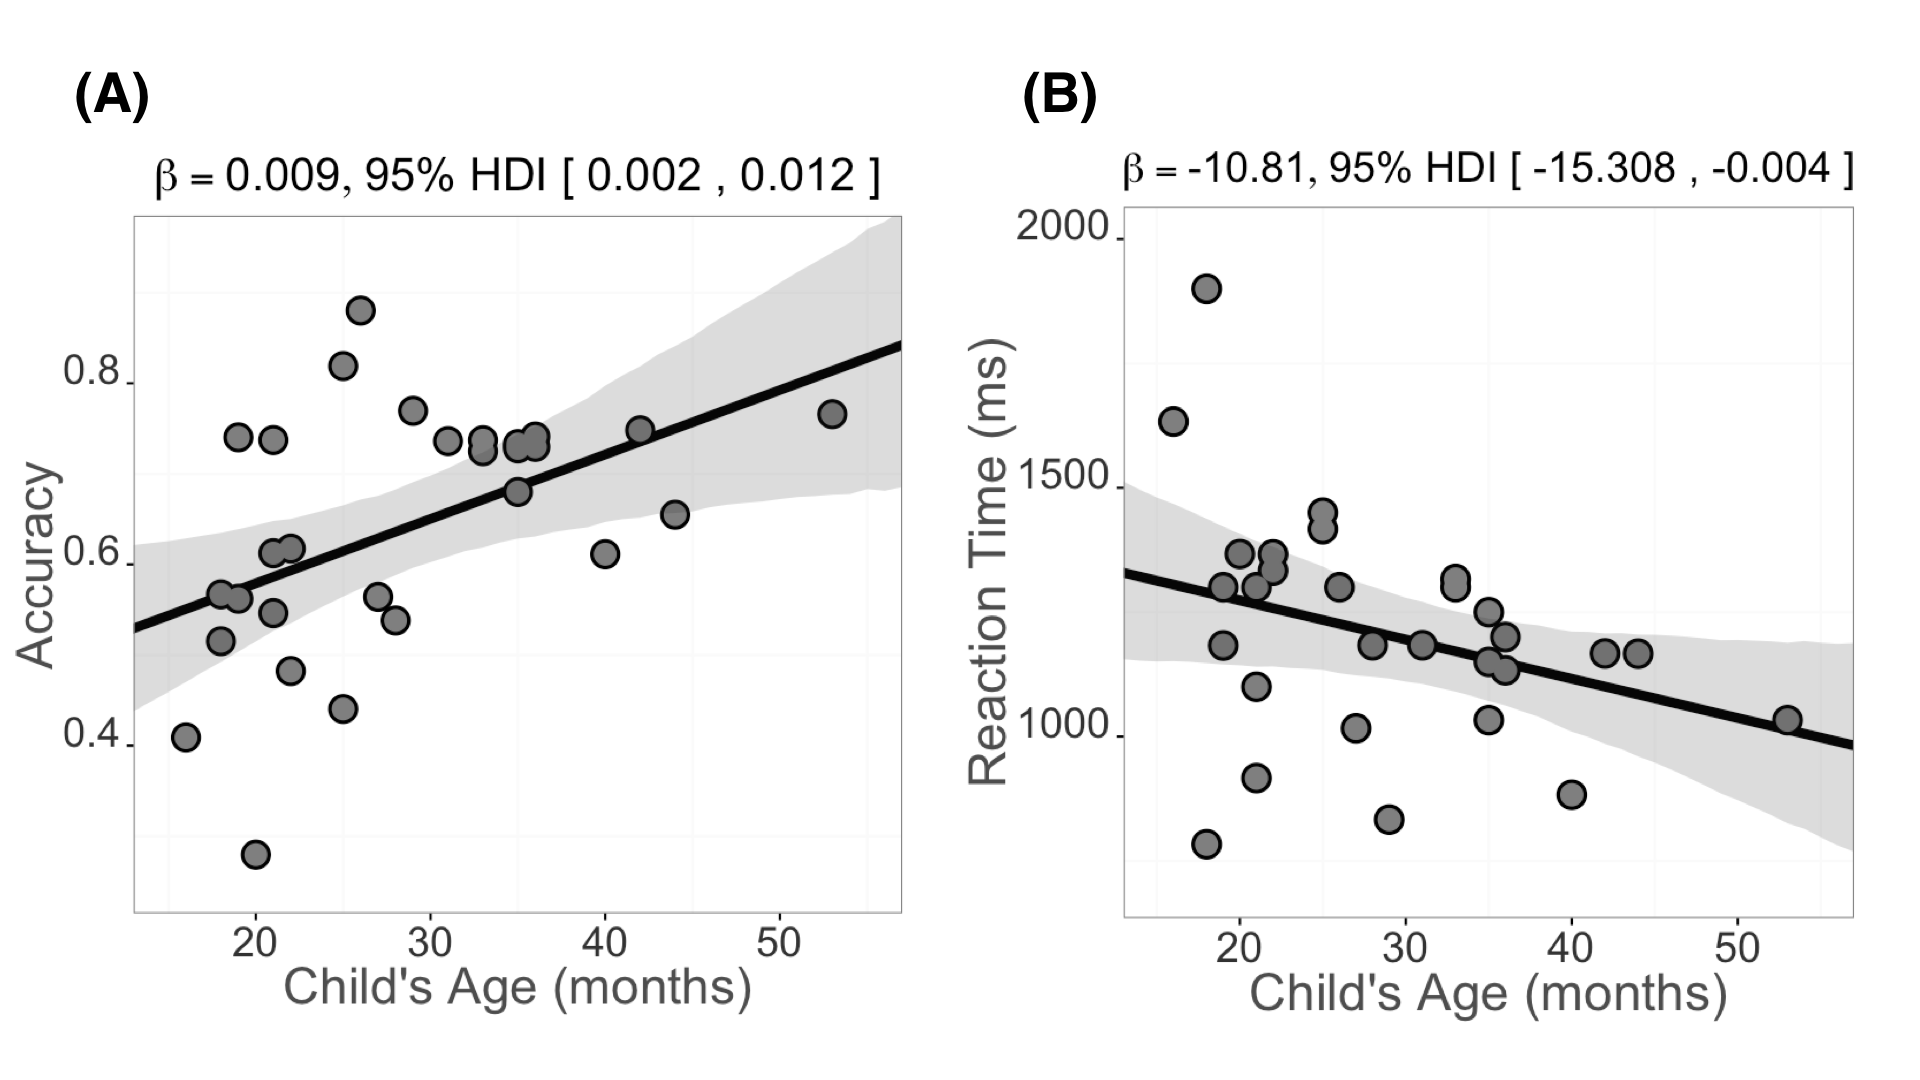 (A)
β = 0.009, 95% HDI [ 0.002 , 0.012 ]
Accuracy
0.8
0.6
0.4
20 30 40 50
Child's Age (months)
(B)
β = -10.81, 95% HDI [ -15.308 , -0.004 ]
Reaction Time (ms)
2000
1500
1000
20 30 40 50
Child's Age (months)